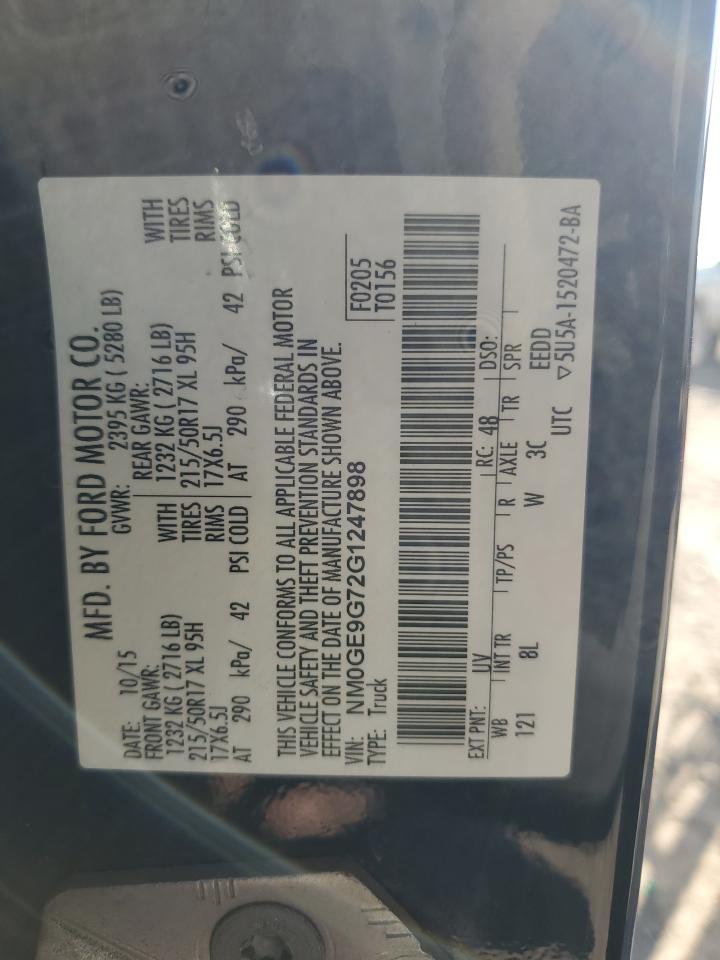 MFD. BY FORD MOTOR CO.
DATE: 10/15 GVWR: 2395 KG ( 5280 LB)
FRONT GAWR: REAR GAWR:
1232 KG ( 2716 LB) WITH 1232 KG ( 2716 LB) WITH
215/50R17 XL 95H TIRES 215/50R17 XL 95H TIRES
17X6.5J RIMS 17X6.5J RIMS
AT 290 kPa/ 42 PSI COLD AT 290 kPa/ 42 PSI COLD
THIS VEHICLE CONFORMS TO ALL APPLICABLE FEDERAL MOTOR
VEHICLE SAFETY AND THEFT PREVENTION STANDARDS IN
EFFECT ON THE DATE OF MANUFACTURE SHOWN ABOVE.
VIN: NM0GE9G72G1247898 F0205
TYPE: Truck T0156
EXT PNT: UV RC: 48 DSO:
WB INT TR TP/PS R AXLE TR SPR
121 8L W 3C EEDD
UTC ▽5U5A-1520472-BA